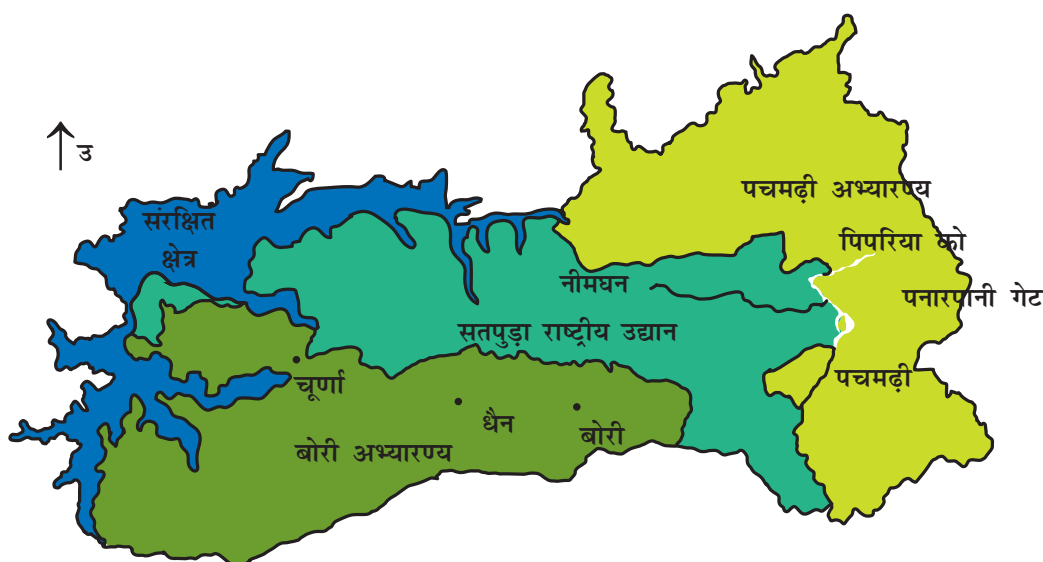 उ
पचमढ़ी अभ्यारण्य
संरक्षित
क्षेत्र
पिपरिया को
नीमघन
पनारपानी गेट
सतपुड़ा राष्ट्रीय उद्यान
पचमढ़ी
चूर्णा
धैन
बोरी
बोरी अभ्यारण्य